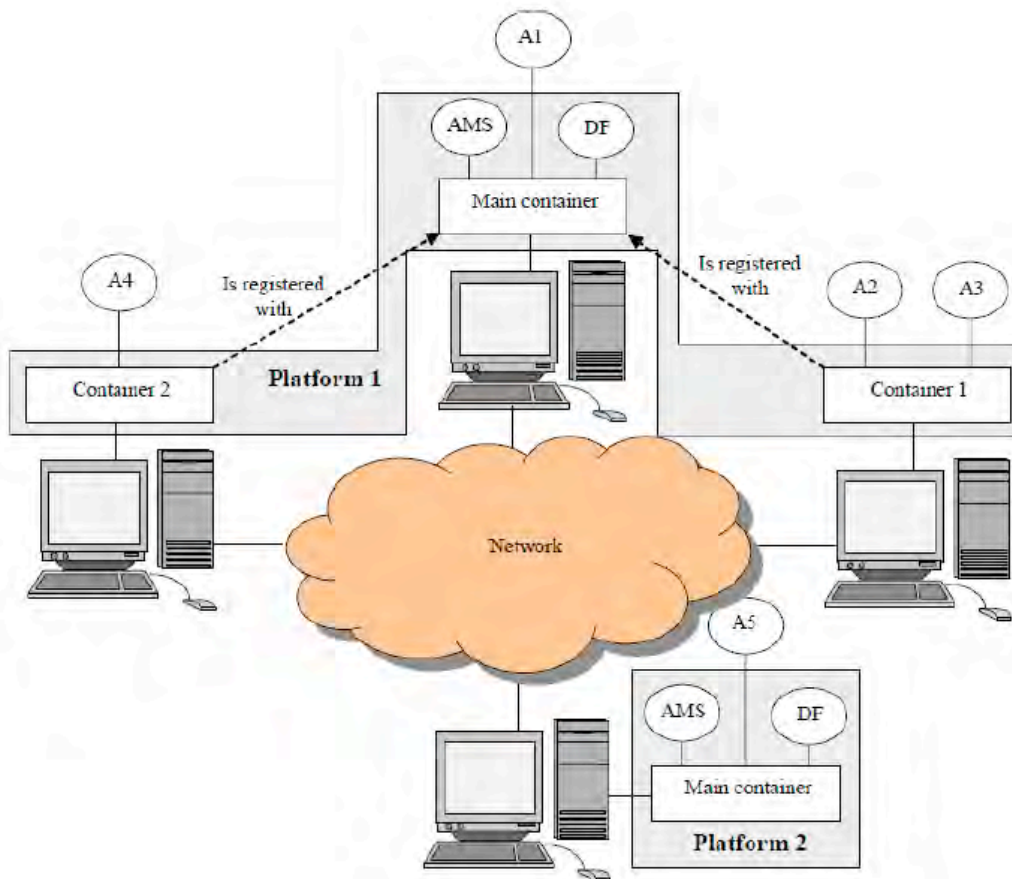 A1
AMS
DF
Main container
A4
Is registered
with
Is registered
with
A2
A3
Container 2
Platform 1
Container 1
Network
A5
AMS
DF
Main container
Platform 2